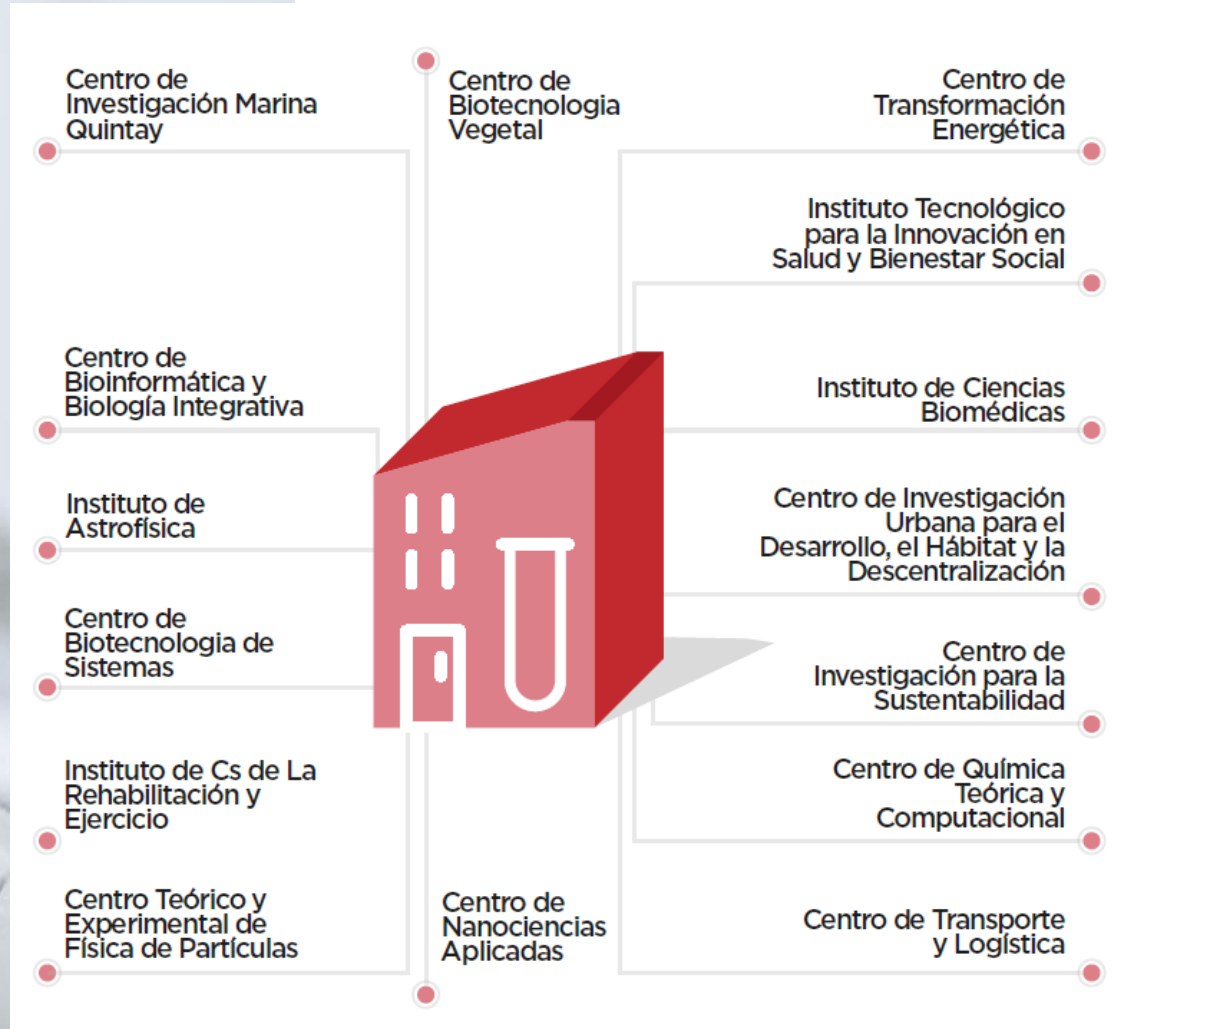 Centro de
Investigación Marina
Quintay
Centro de
Biotecnologia
Vegetal
Centro de
Transformación
Energética
Instituto Tecnológico
para la Innovación en
Salud y Bienestar Social
Centro de
Bioinformática y
Biología Integrativa
Instituto de Ciencias
Biomédicas
Instituto de
Astrofísica
Centro de Investigación
Urbana para el
Desarrollo, el Hábitat y la
Descentralización
Centro de
Biotecnologia de
Sistemas
Centro de
Investigación para la
Sustentabilidad
Instituto de Cs de La
Rehabilitación y
Ejercicio
Centro de Química
Teórica y
Computacional
Centro Teórico y
Experimental de
Física de Partículas
Centro de
Nanociencias
Aplicadas
Centro de Transporte
y Logística